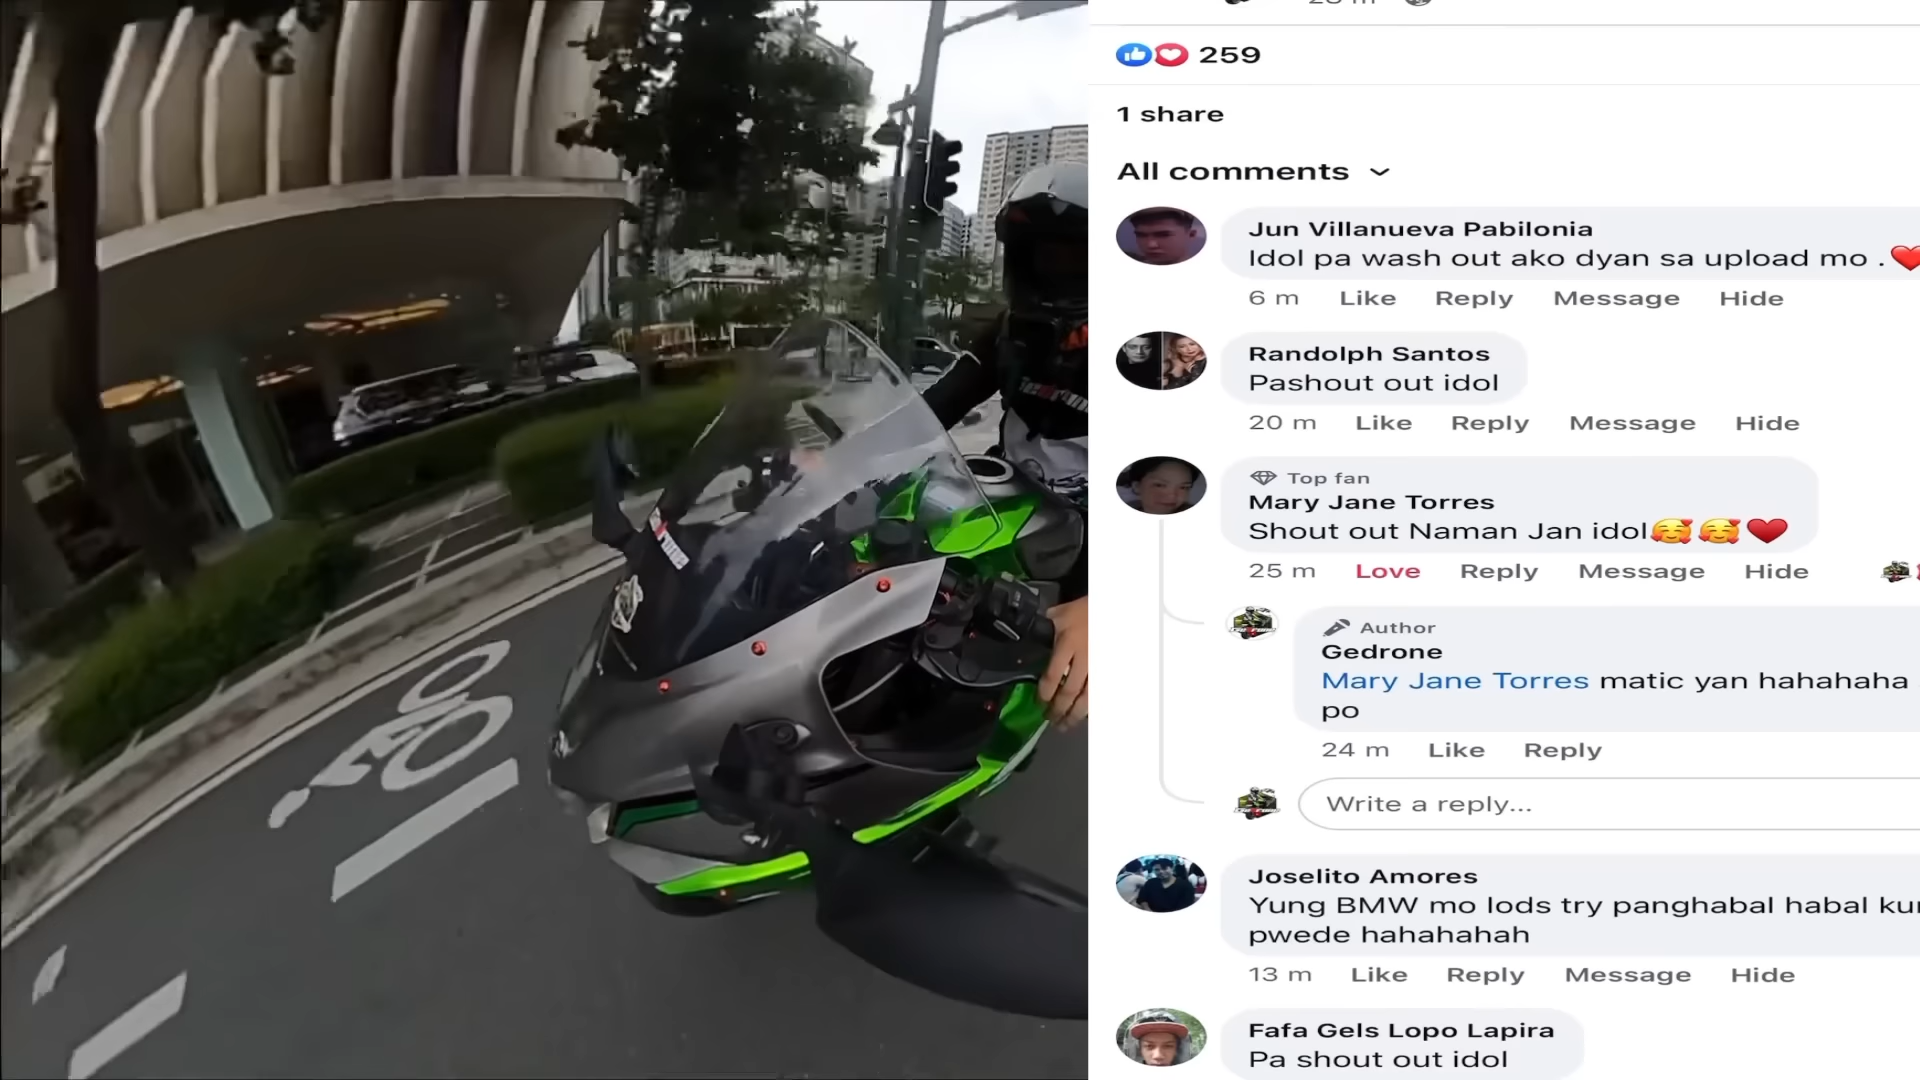 259
1 share
All comments
Jun Villanueva Pabilonia
Idol pa wash out ako dyan sa upload mo .❤️
6 m Like Reply Message Hide
Randolph Santos
Pashout out idol
20 m Like Reply Message Hide
Top fan
Mary Jane Torres
Shout out Naman Jan idol🥰🥰❤️
25 m Love Reply Message Hide
Author
Gedrone
Mary Jane Torres matic yan hahahaha
po
24 m Like Reply
Write a reply...
Joselito Amores
Yung BMW mo lods try panghabal habal
pwede hahahahah
13 m Like Reply Message Hide
Fafa Gels Lopo Lapira
Pa shout out idol